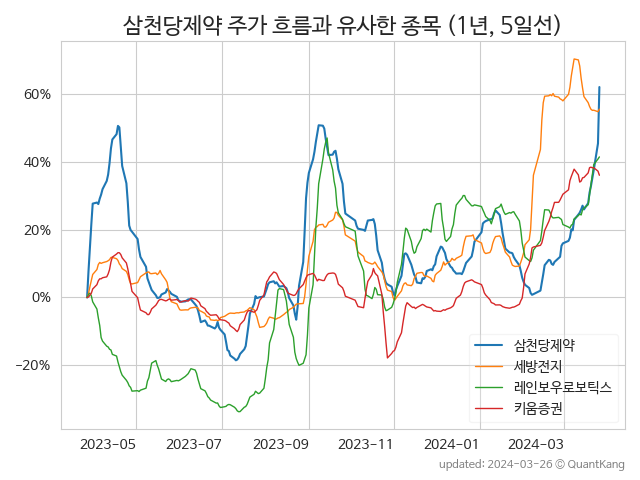 삼천당제약 주가 흐름과 유사한 종목 (1년, 5일선)
60%
40%
20%
0%
−20%
삼천당제약
세방전지
레인보우로보틱스
키움증권
2023-05 2023-07 2023-09 2023-11 2024-01 2024-03
updated: 2024-03-26 © QuantKang